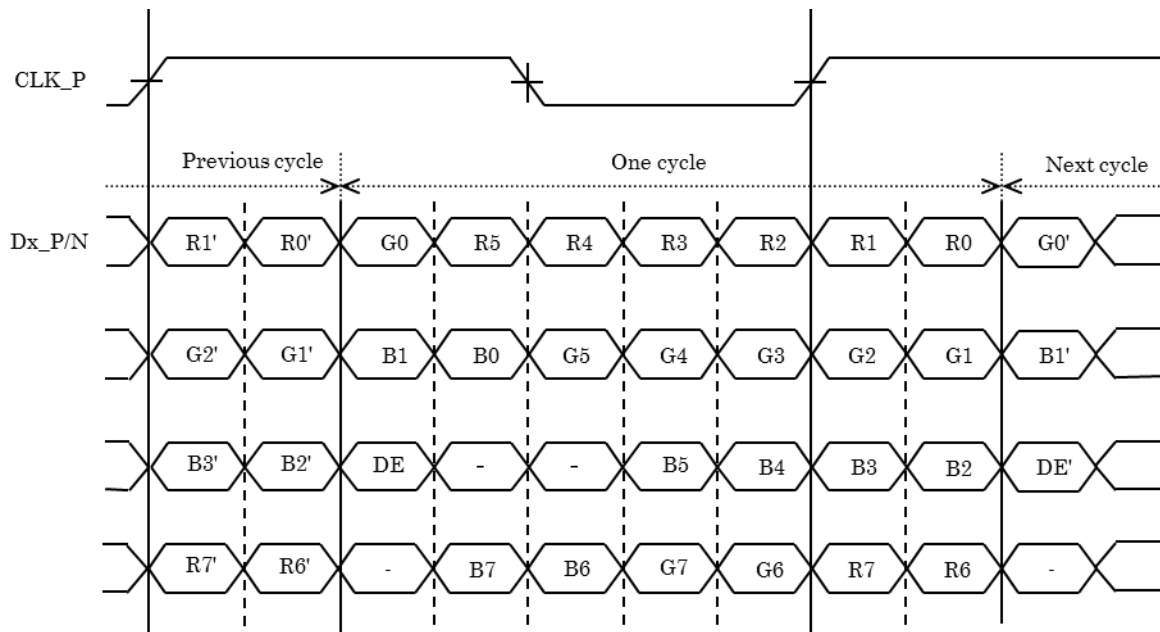 CLK_P
Previous cycle One cycle Next cycle
Dx_P/N R1' R0' G0 R5 R4 R3 R2 R1 R0 G0'
G2' G1' B1 B0 G5 G4 G3 G2 G1 B1'
B3' B2' DE - - B5 B4 B3 B2 DE'
R7' R6' - B7 B6 G7 G6 R7 R6 -